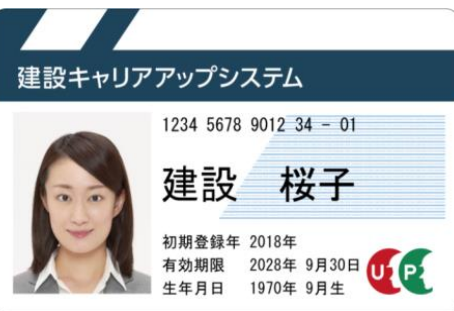 建設キャリアアップシステム
1234 5678 9012 34 - 01
建設 桜子
初期登録年 2018年
有効期限 2028年 9月30日
生年月日 1970年 9月生
UP